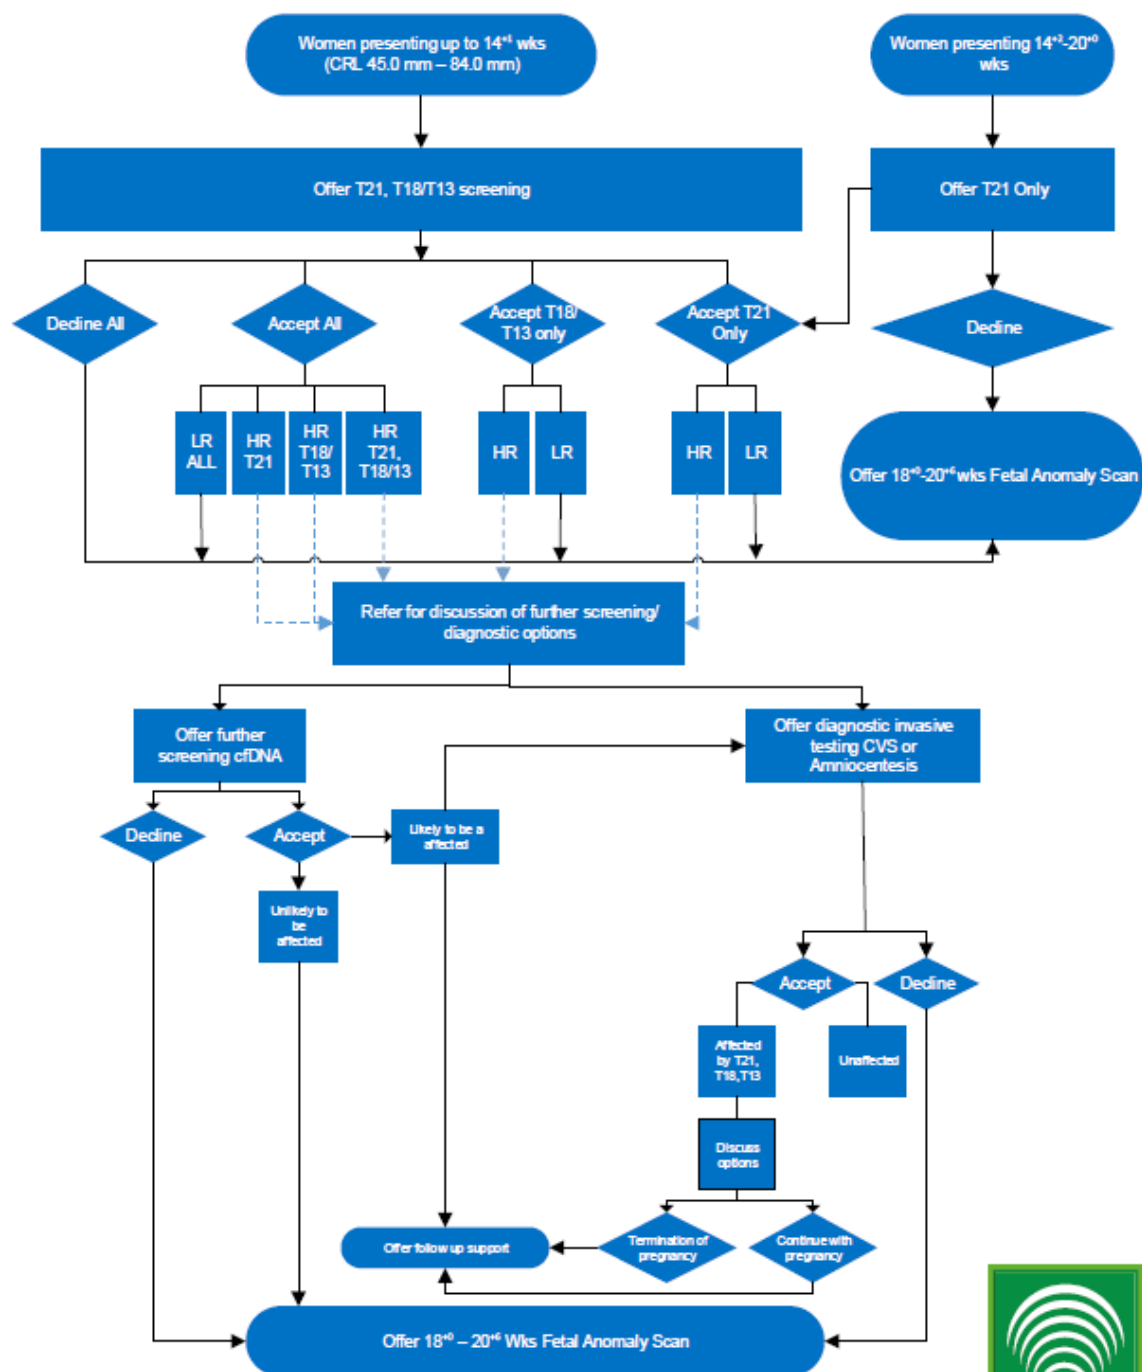 Women presenting up to 14⁺¹ wks
(CRL 45.0 mm – 84.0 mm)
Women presenting 14⁺²-20⁺⁰
wks
Offer T21, T18/T13 screening
Offer T21 Only
Decline All
Accept All
Accept T18/
T13 only
Accept T21
Only
Decline
LR
ALL
HR
T21
HR
T18/
T13
HR
T21,
T18/13
HR
LR
HR
LR
Offer 18⁺⁰-20⁺⁶ wks Fetal Anomaly Scan
Refer for discussion of further screening/
diagnostic options
Offer further
screening cfDNA
Offer diagnostic invasive
testing CVS or
Amniocentesis
Decline
Accept
Likely to be a
affected
Unlikely to
be
affected
Accept
Decline
Affected
by T21,
T18,T13
Unaffected
Discuss
options
Offer follow up support
Termination of
pregnancy
Continue with
pregnancy
Offer 18⁺⁰ – 20⁺⁶ Wks Fetal Anomaly Scan